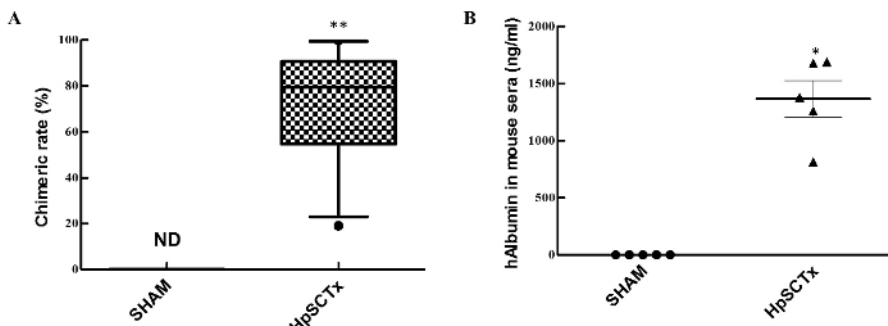 A
Chimeric rate (%)
100
80
60
40
20
0
ND
**
SHAM
HpSCTx
B
hAlbumin in mouse sera (ng/ml)
2000
1500
1000
500
0
*
SHAM
HpSCTx